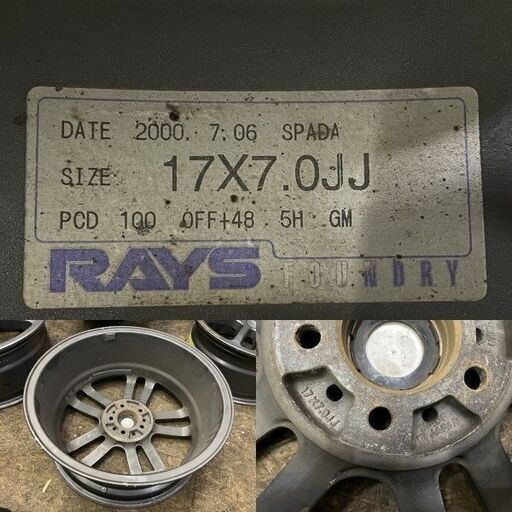 DATE 2000. 7.06 SPADA
SIZE 17X7.0JJ
PCD 100 OFF+48 5H GM
RAYS FOUNDRY